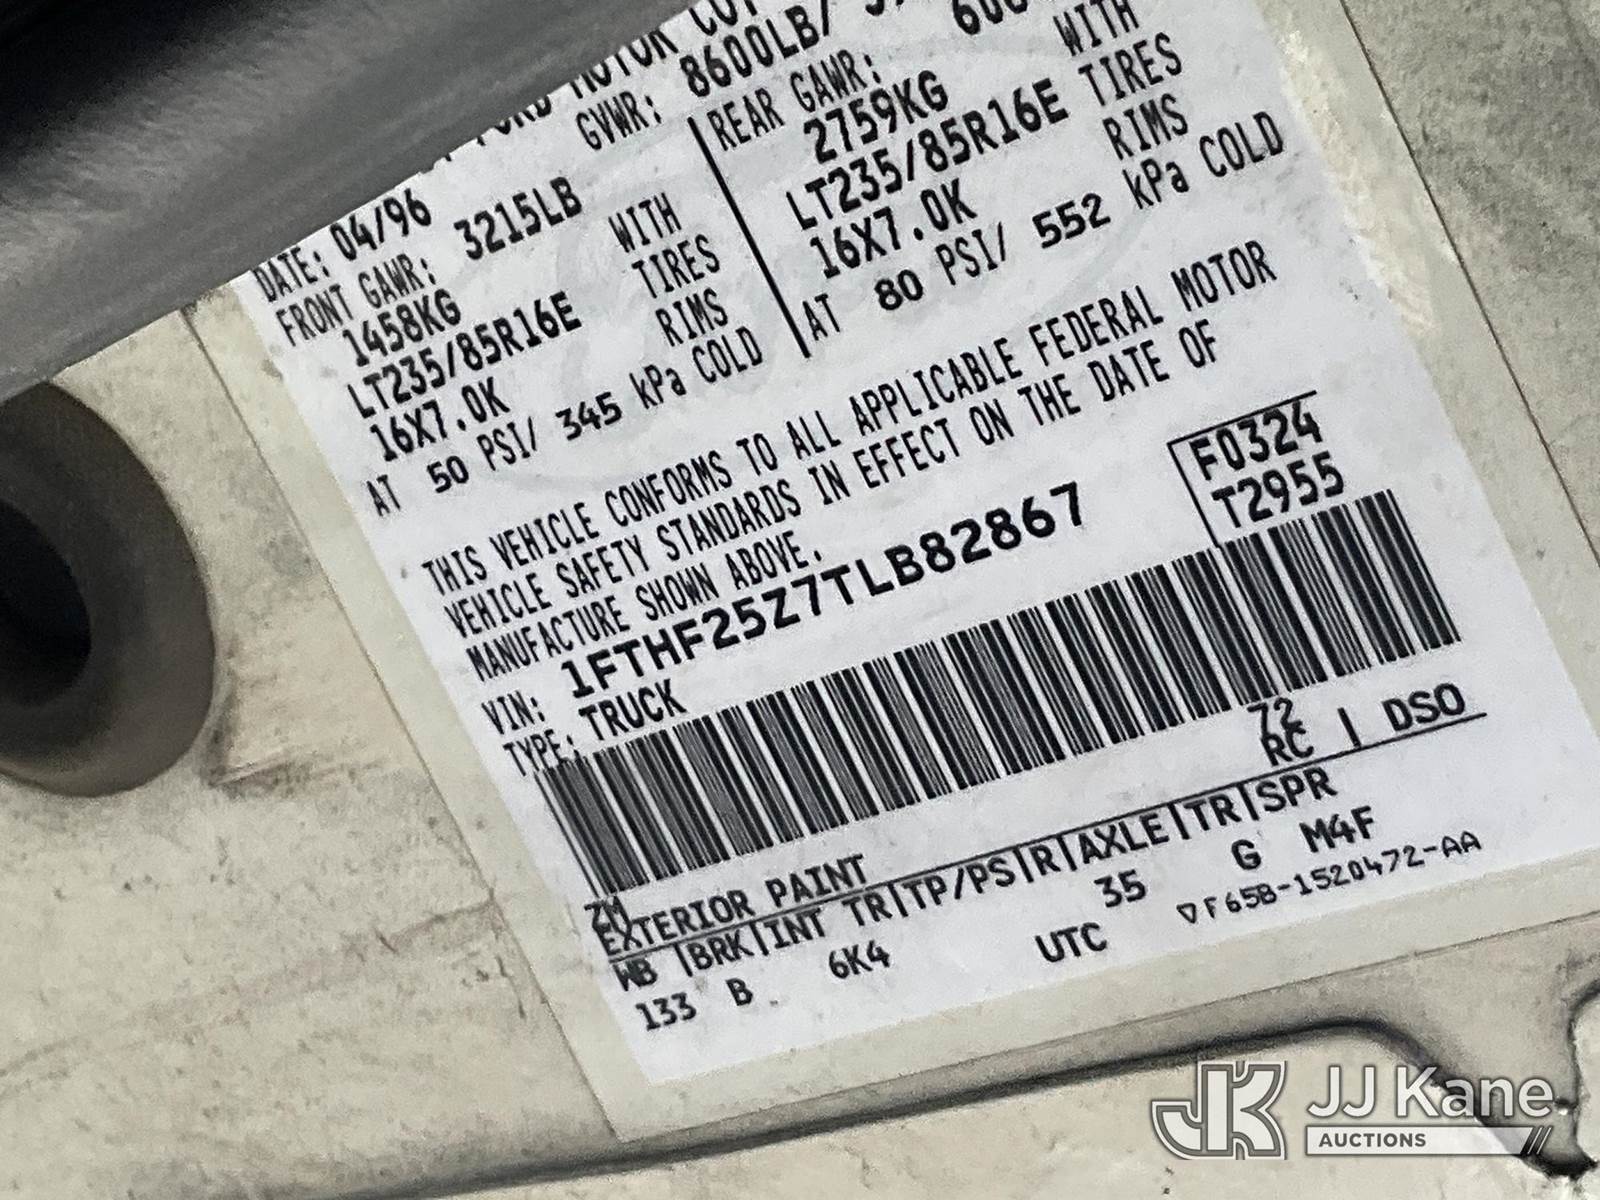 FORD MOTOR CO
DATE: 04/96
GVWR: 8600LB/
FRONT GAWR: 3215LB
1458KG
WITH
LT235/85R16E TIRES
16X7.0K RIMS
AT 50 PSI/ 345 kPa COLD
REAR GAWR:
2759KG
WITH
LT235/85R16E TIRES
16X7.0K RIMS
AT 80 PSI/ 552 kPa COLD
THIS VEHICLE CONFORMS TO ALL APPLICABLE FEDERAL MOTOR
VEHICLE SAFETY STANDARDS IN EFFECT ON THE DATE OF
MANUFACTURE SHOWN ABOVE.
VIN: 1FTHF25Z7TLB82867
TYPE: TRUCK
F0324
T2955
72
RC | DSO
ZM
EXTERIOR PAINT
WB |BRK|INT TR|TP/PS|R|AXLE|TR|SPR
133 B 6K4 35 G M4F
UTC ▽F65B-1520472-AA
JK JJ Kane.
AUCTIONS